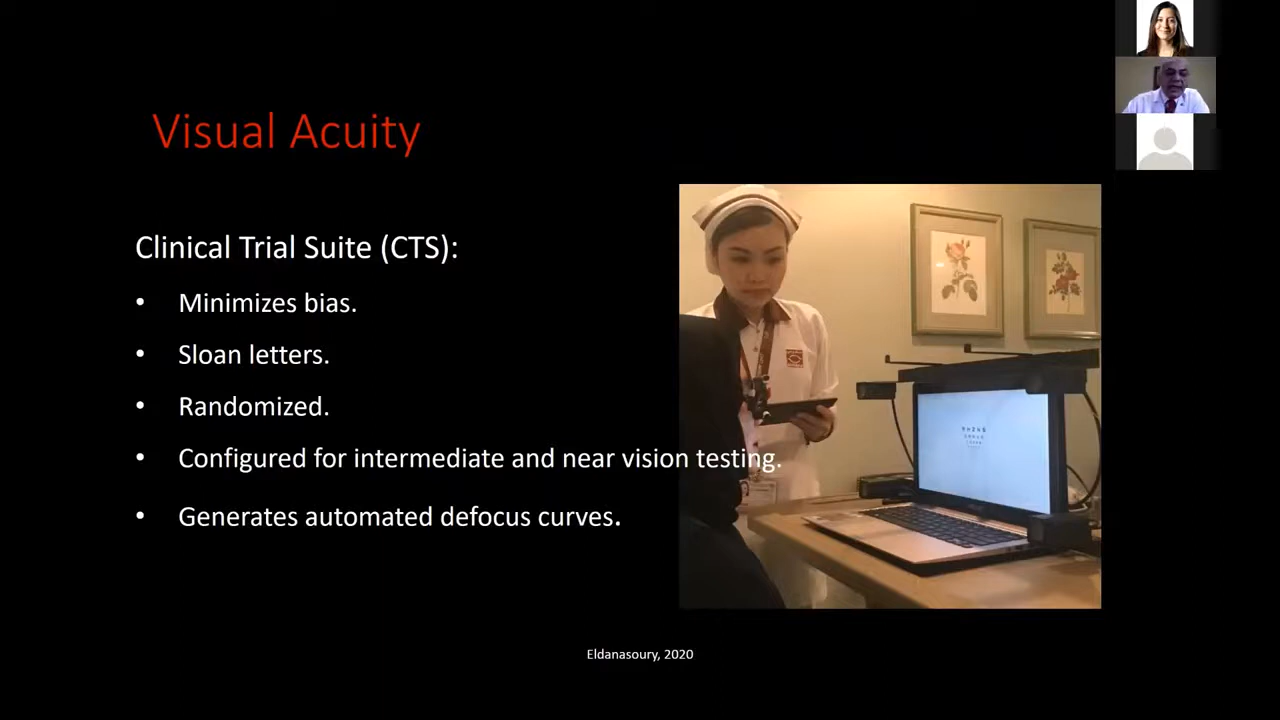 Visual Acuity
Clinical Trial Suite (CTS):
• Minimizes bias.
• Sloan letters.
• Randomized.
• Configured for intermediate and near vision testing.
• Generates automated defocus curves.
Eldanasoury, 2020